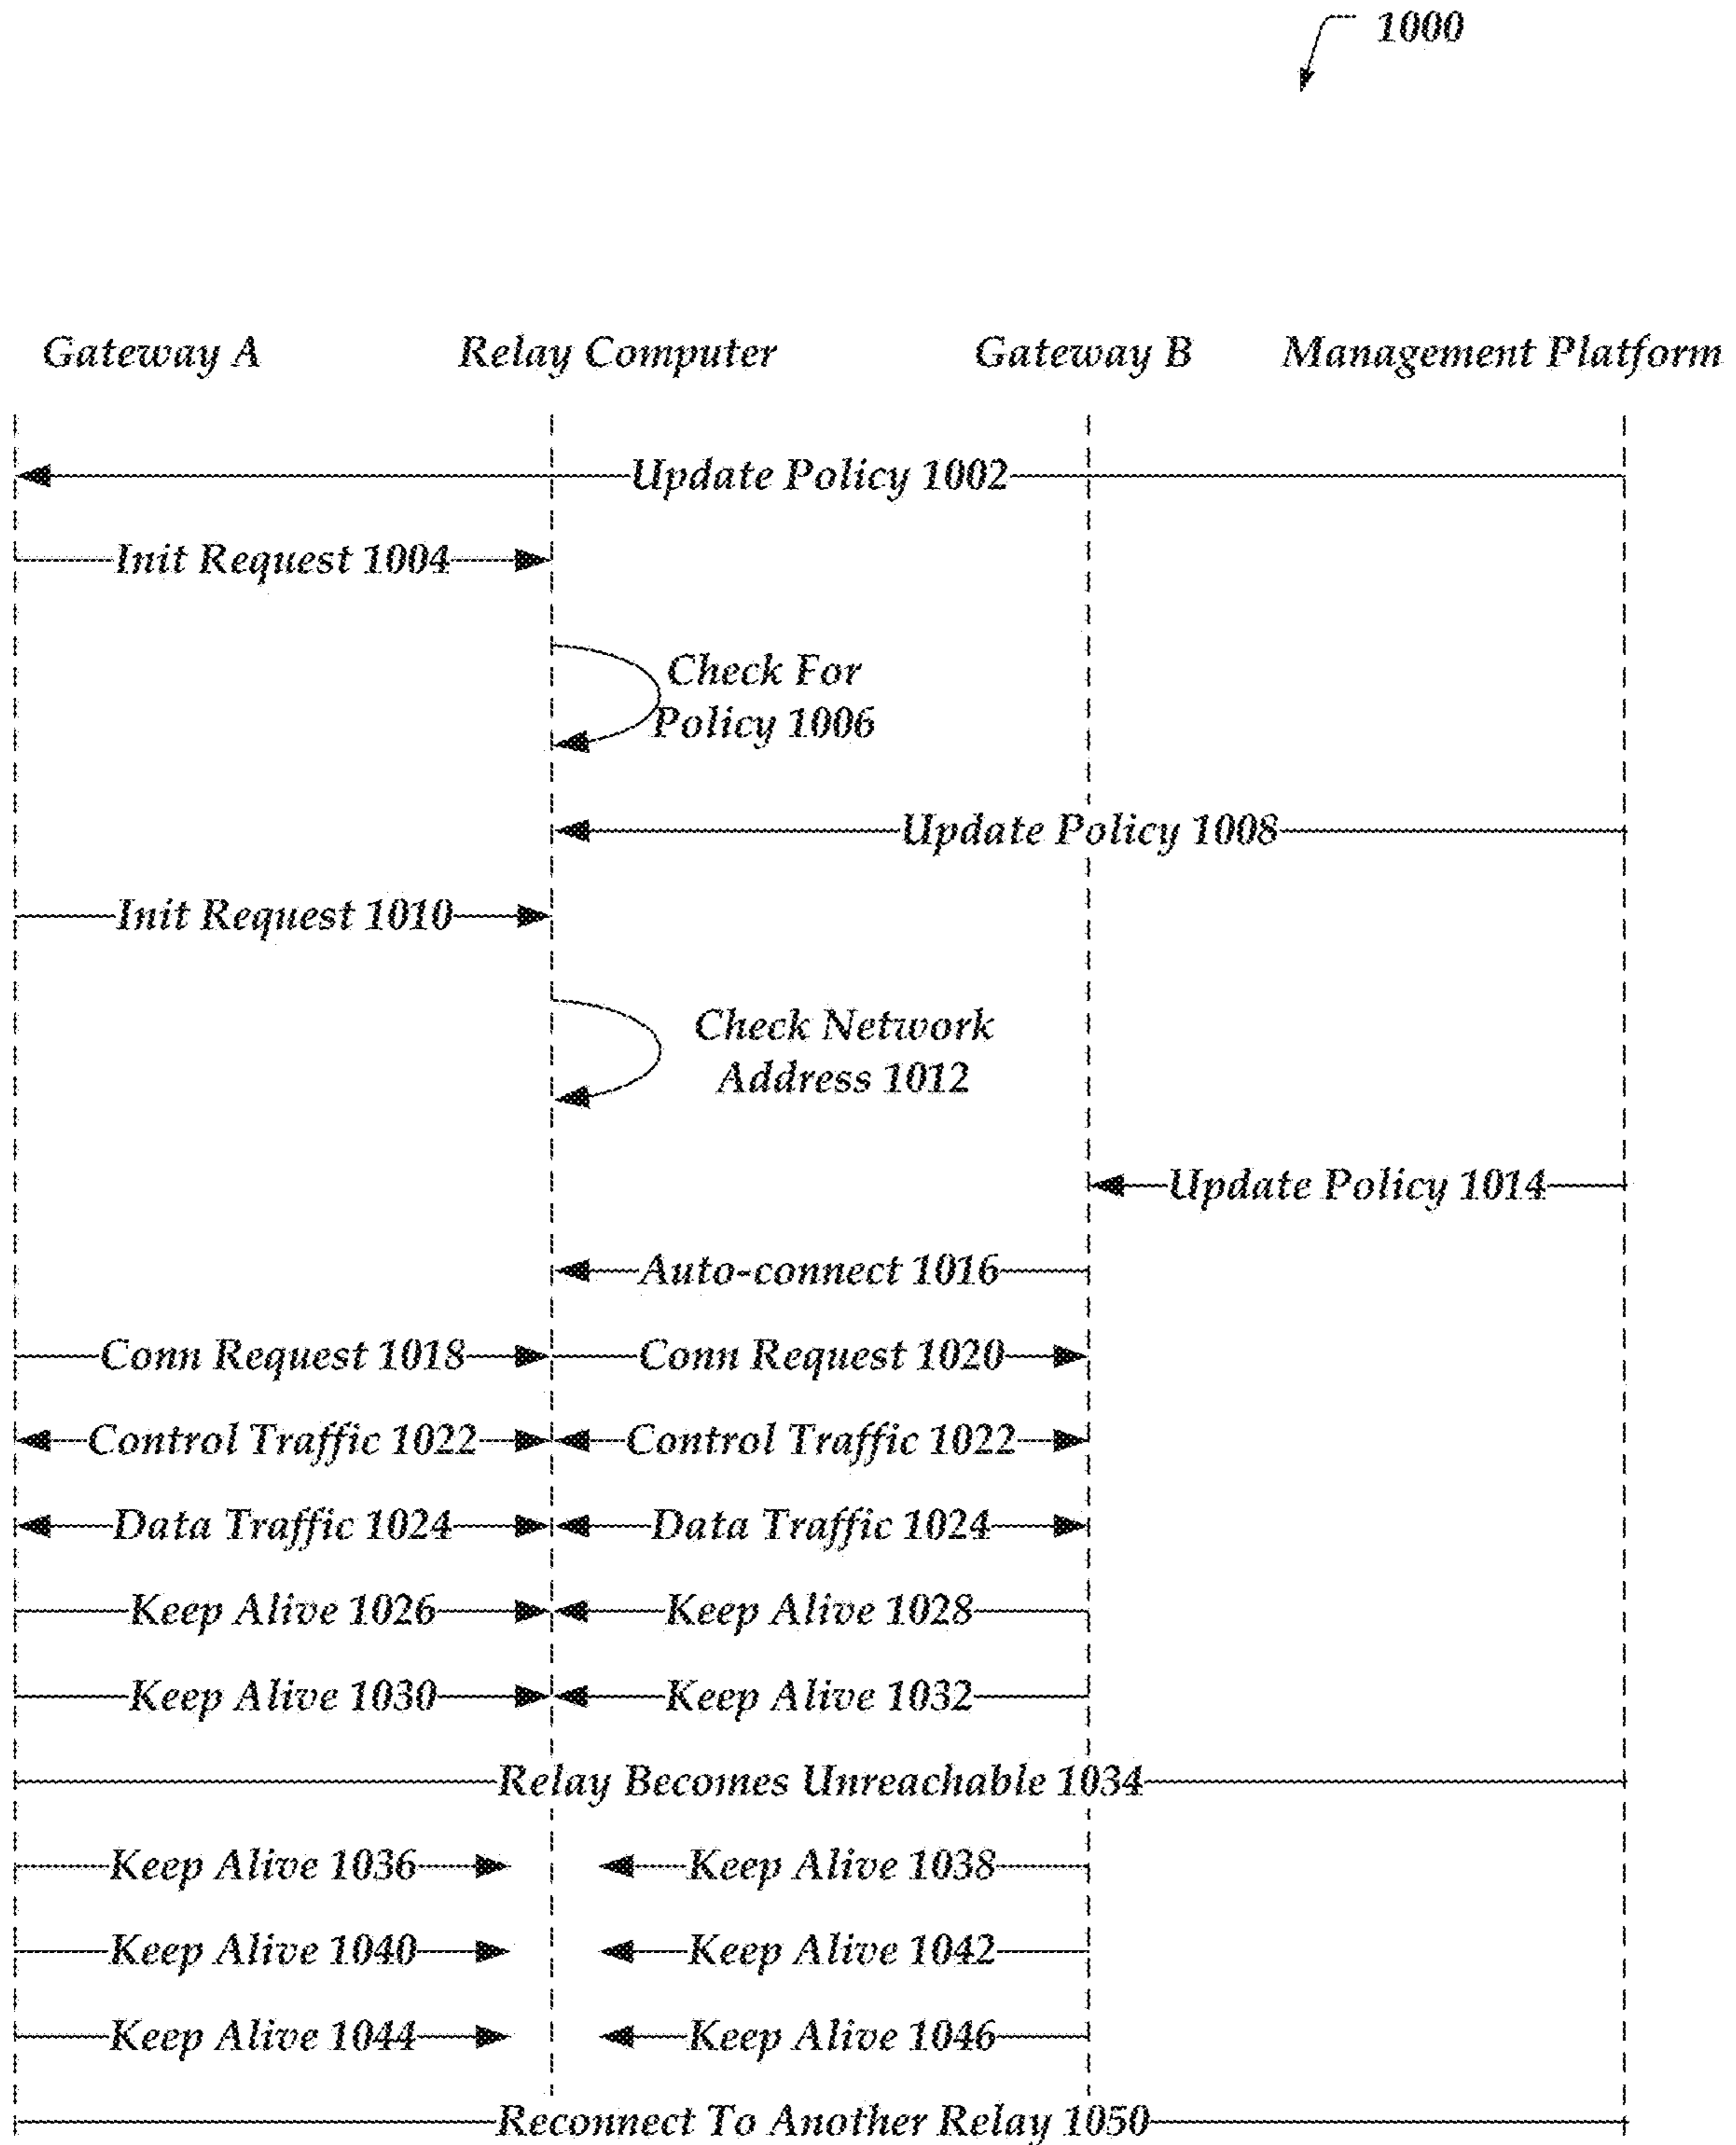 1000
Gateway A Relay Computer Gateway B Management Platform
Update Policy 1002
Init Request 1004
Check For
Policy 1006
Update Policy 1008
Init Request 1010
Check Network
Address 1012
Update Policy 1014
Auto-connect 1016
Conn Request 1018 Conn Request 1020
Control Traffic 1022 Control Traffic 1022
Data Traffic 1024 Data Traffic 1024
Keep Alive 1026 Keep Alive 1028
Keep Alive 1030 Keep Alive 1032
Relay Becomes Unreachable 1034
Keep Alive 1036 Keep Alive 1038
Keep Alive 1040 Keep Alive 1042
Keep Alive 1044 Keep Alive 1046
Reconnect To Another Relay 1050